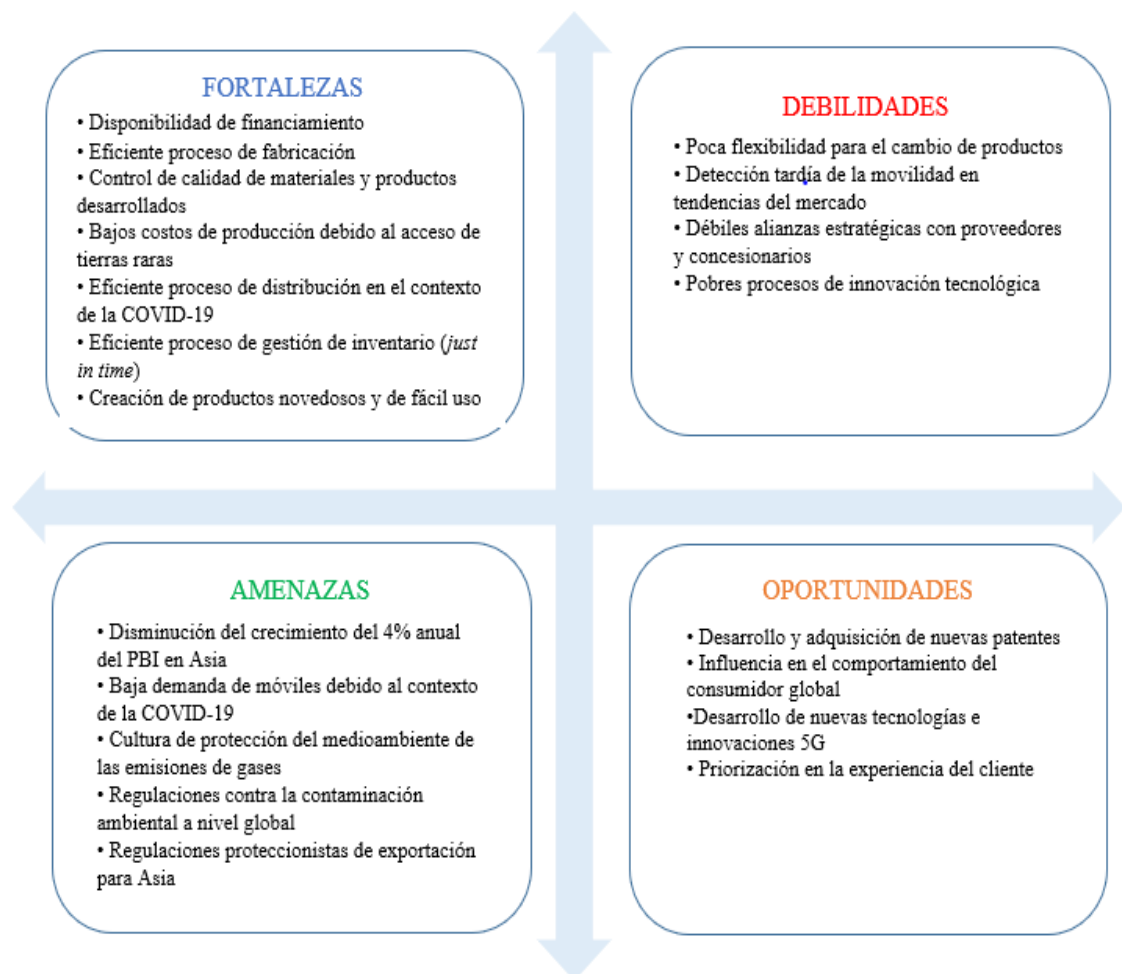 FORTALEZAS
• Disponibilidad de financiamiento
• Eficiente proceso de fabricación
• Control de calidad de materiales y productos
desarrollados
• Bajos costos de producción debido al acceso de
tierras raras
• Eficiente proceso de distribución en el contexto
de la COVID-19
• Eficiente proceso de gestión de inventario (just
in time)
• Creación de productos novedosos y de fácil uso
DEBILIDADES
• Poca flexibilidad para el cambio de productos
• Detección tardía de la movilidad en
tendencias del mercado
• Débiles alianzas estratégicas con proveedores
y concesionarios
• Pobres procesos de innovación tecnológica
AMENAZAS
• Disminución del crecimiento del 4% anual
del PBI en Asia
• Baja demanda de móviles debido al contexto
de la COVID-19
• Cultura de protección del medioambiente de
las emisiones de gases
• Regulaciones contra la contaminación
ambiental a nivel global
• Regulaciones proteccionistas de exportación
para Asia
OPORTUNIDADES
• Desarrollo y adquisición de nuevas patentes
• Influencia en el comportamiento del
consumidor global
•Desarrollo de nuevas tecnologías e
innovaciones 5G
• Priorización en la experiencia del cliente